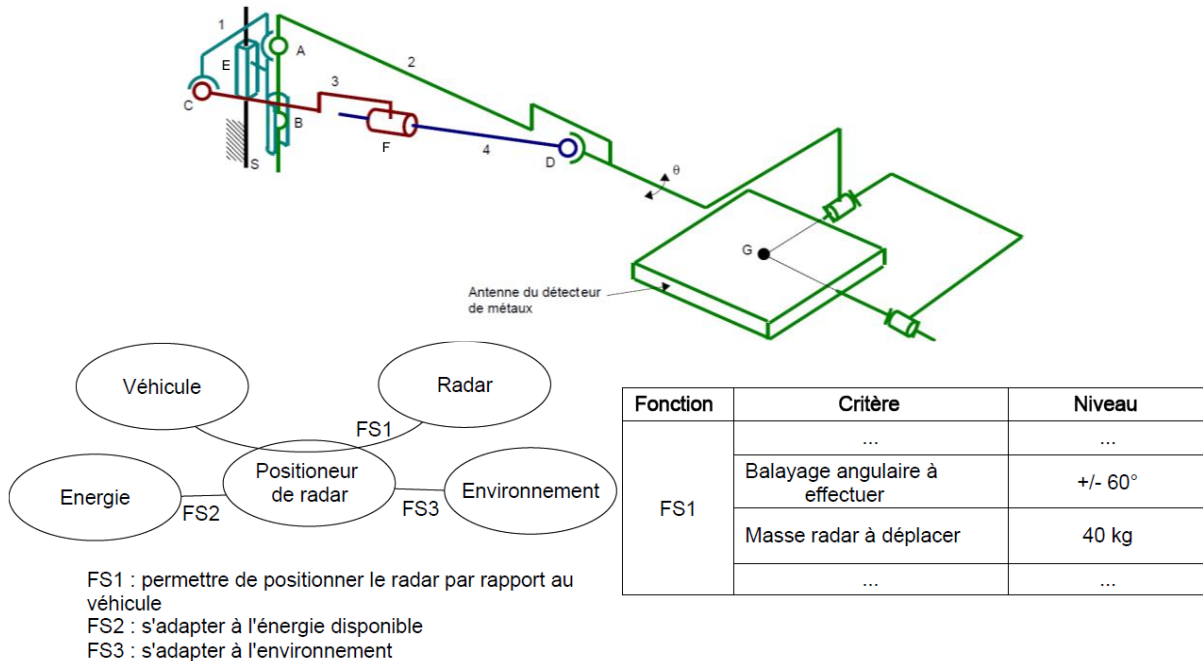 1
A
2
E
3
C
B
F
4
D
S
θ
G
Antenne du détecteur
de métaux
Véhicule
Radar
FS1
Positioneur
de radar
Energie
Environnement
FS2
FS3
FS1 : permettre de positionner le radar par rapport au
véhicule
FS2 : s'adapter à l'énergie disponible
FS3 : s'adapter à l'environnement
Fonction Critère Niveau
... ...
FS1
Balayage angulaire à
effectuer
+/- 60°
Masse radar à déplacer 40 kg
... ...